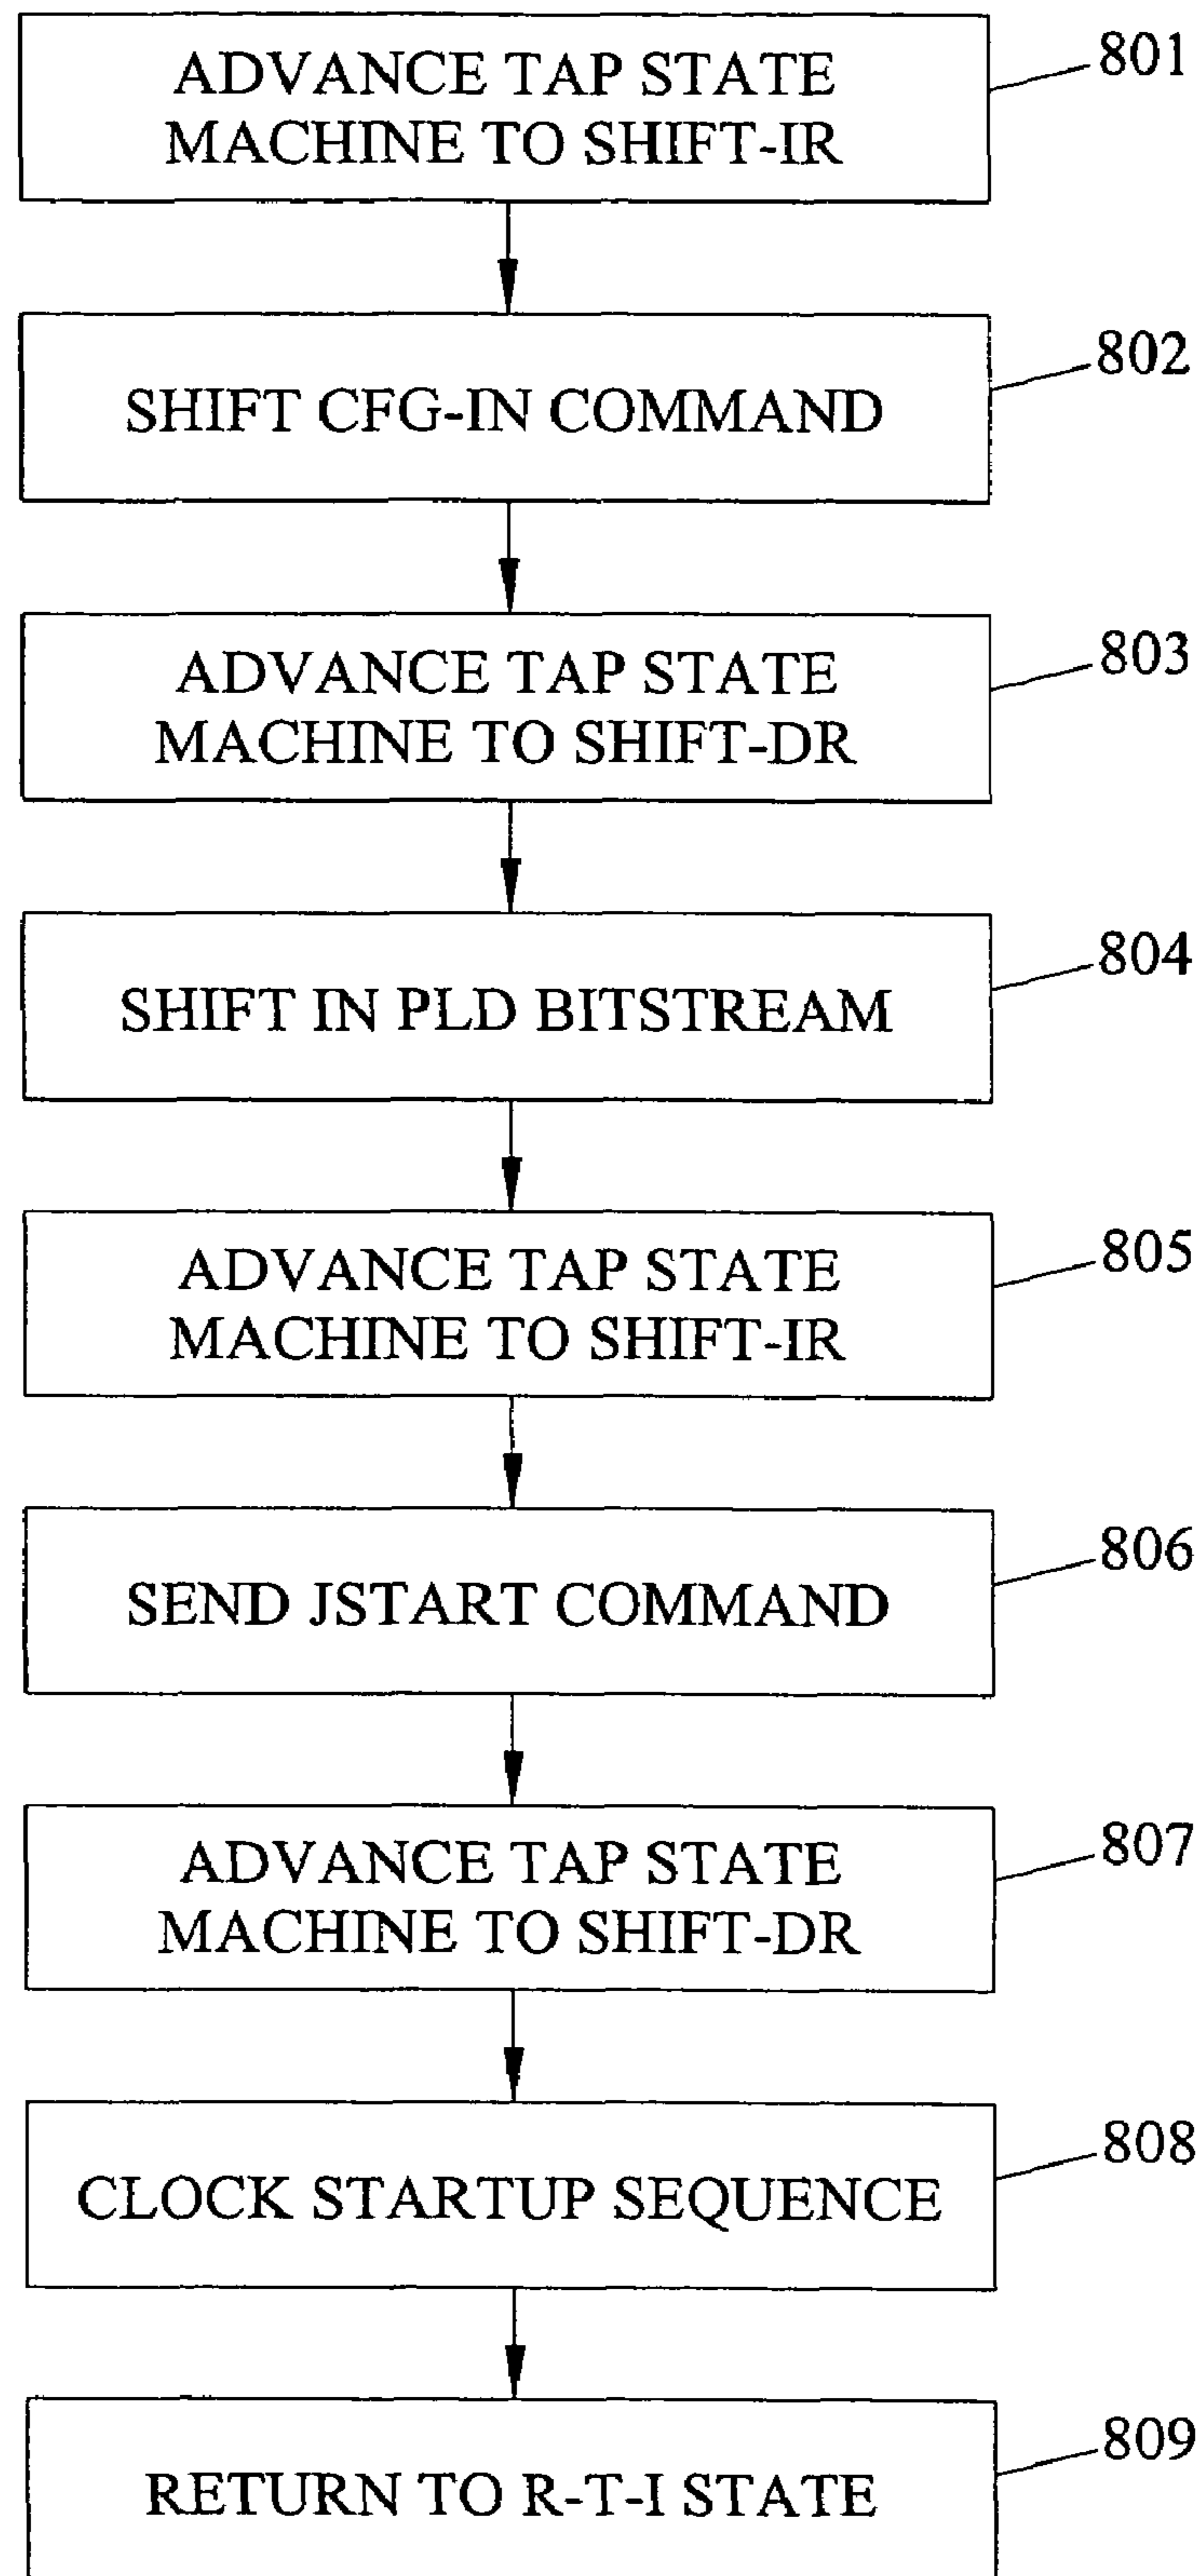 ADVANCE TAP STATE
MACHINE TO SHIFT-IR
801
SHIFT CFG-IN COMMAND
802
ADVANCE TAP STATE
MACHINE TO SHIFT-DR
803
SHIFT IN PLD BITSTREAM
804
ADVANCE TAP STATE
MACHINE TO SHIFT-IR
805
SEND JSTART COMMAND
806
ADVANCE TAP STATE
MACHINE TO SHIFT-DR
807
CLOCK STARTUP SEQUENCE
808
RETURN TO R-T-I STATE
809